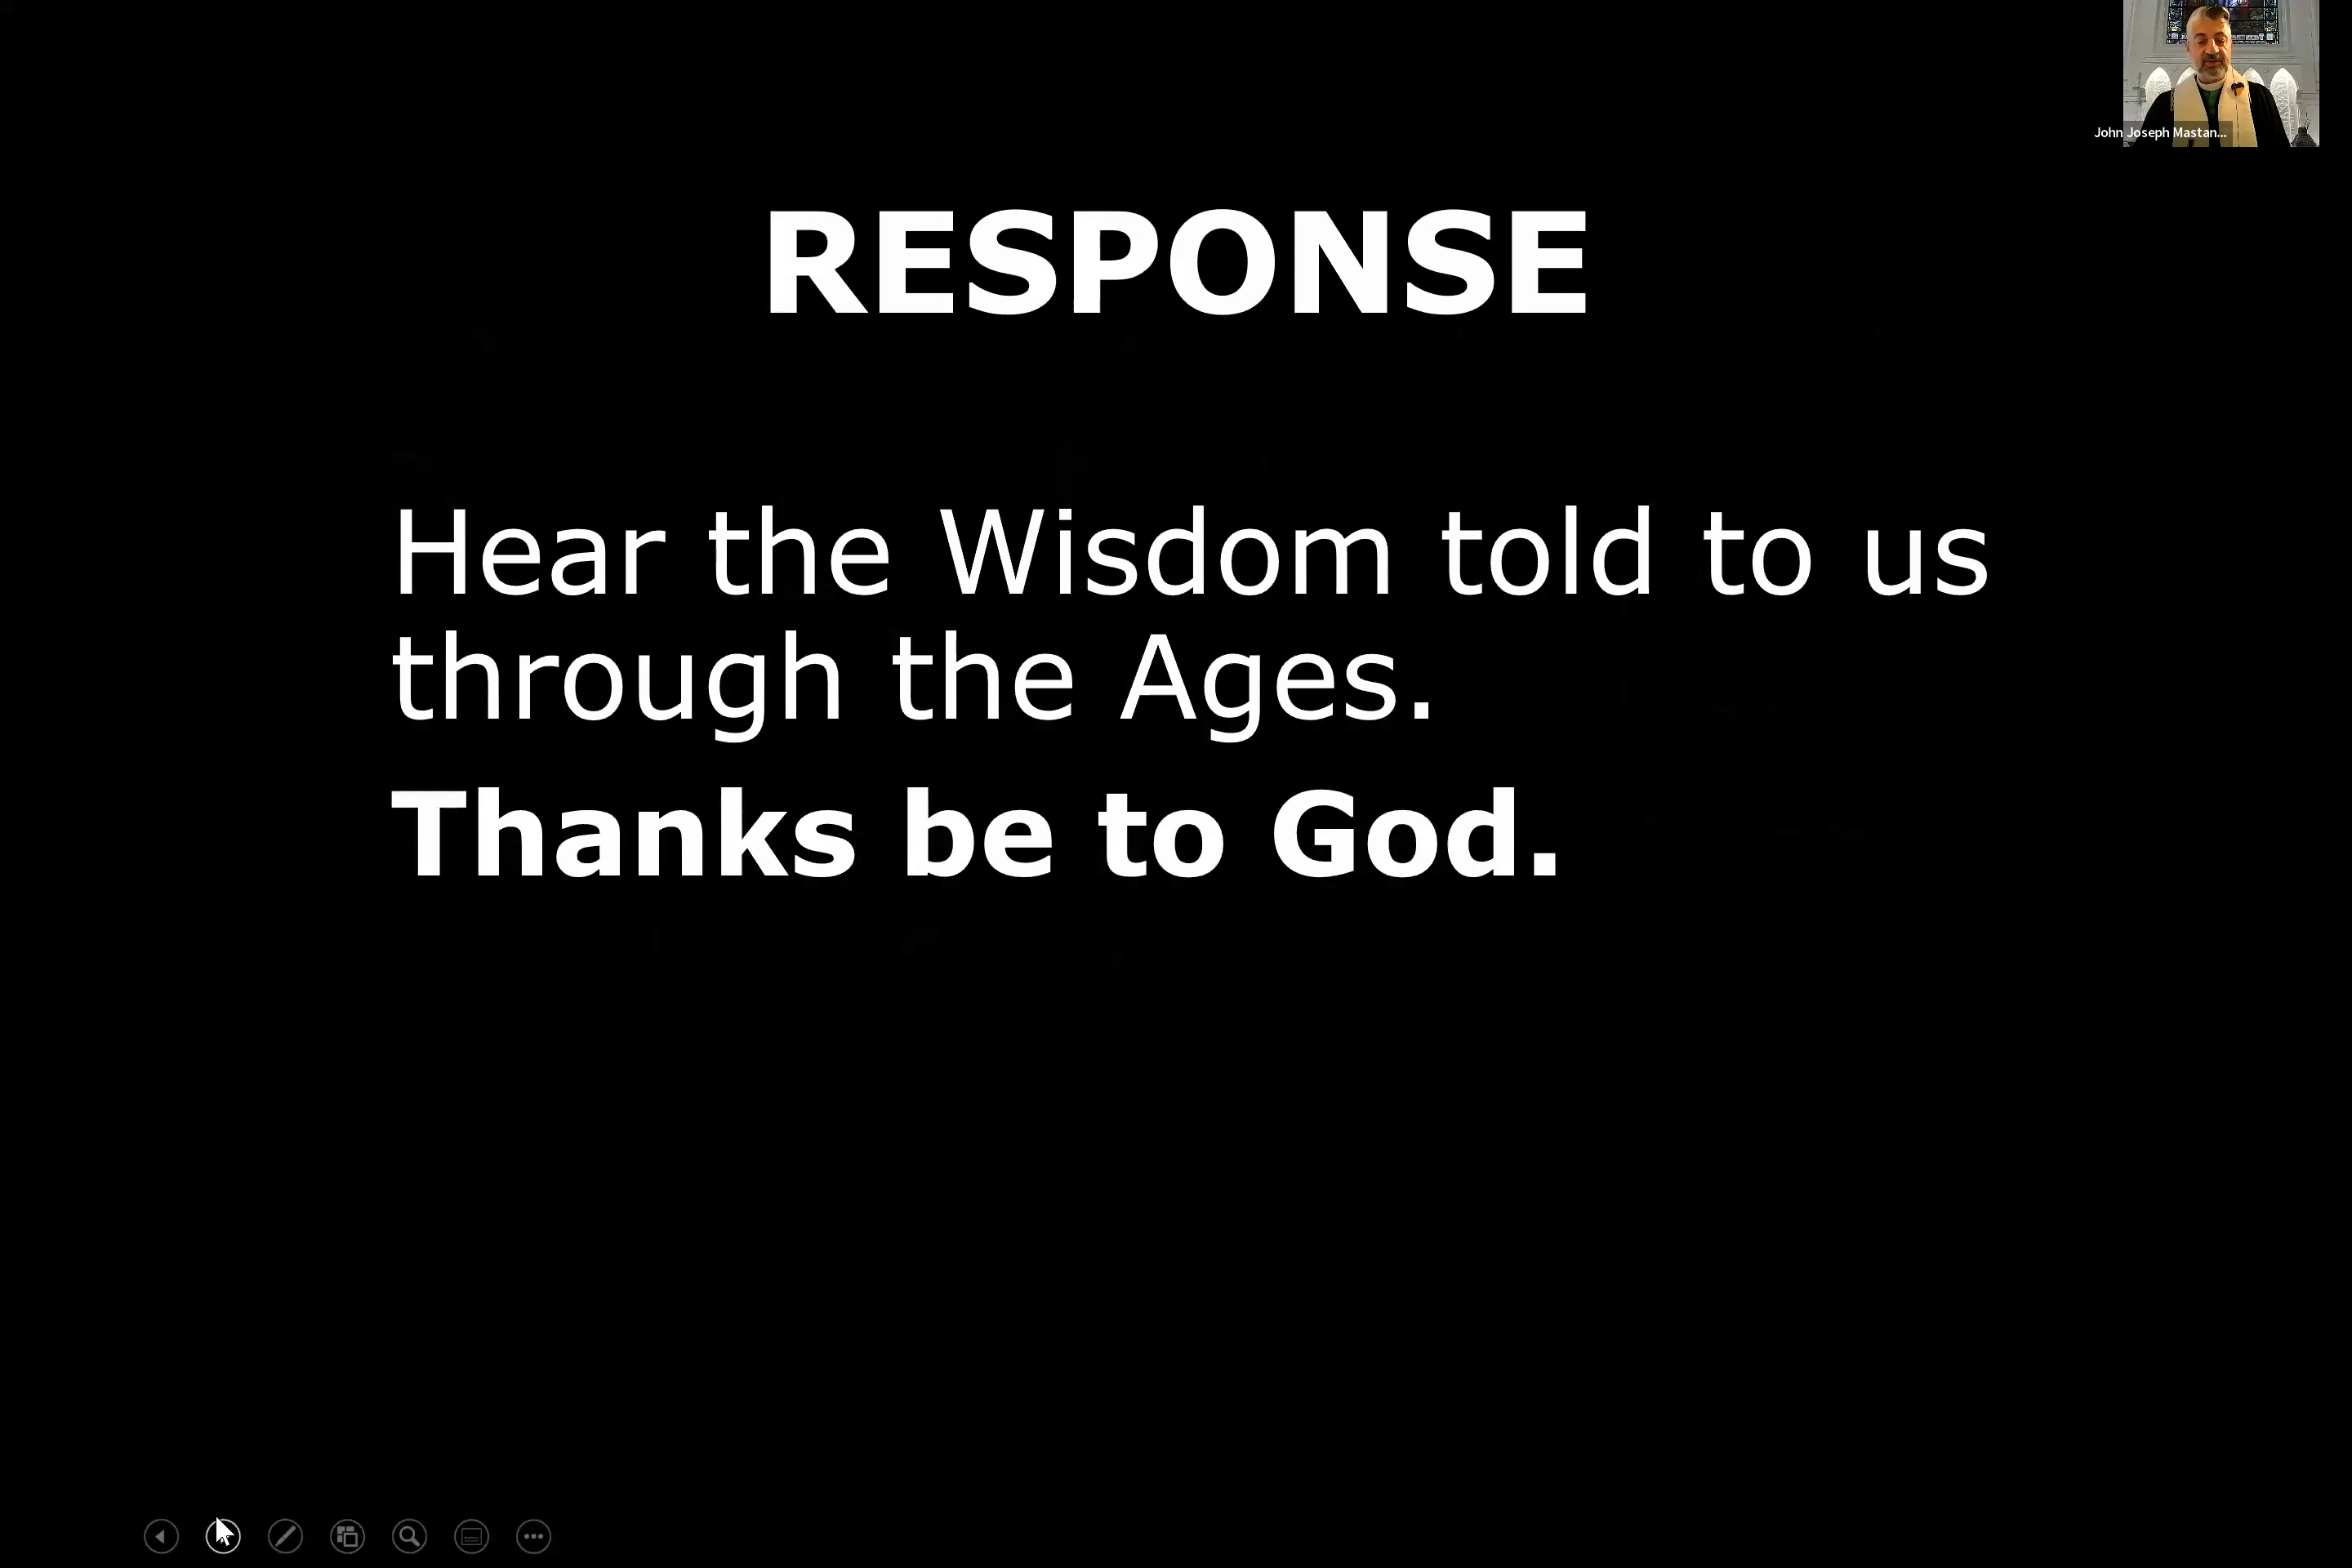 John Joseph Mastan...
RESPONSE
Hear the Wisdom told to us
through the Ages.
Thanks be to God.